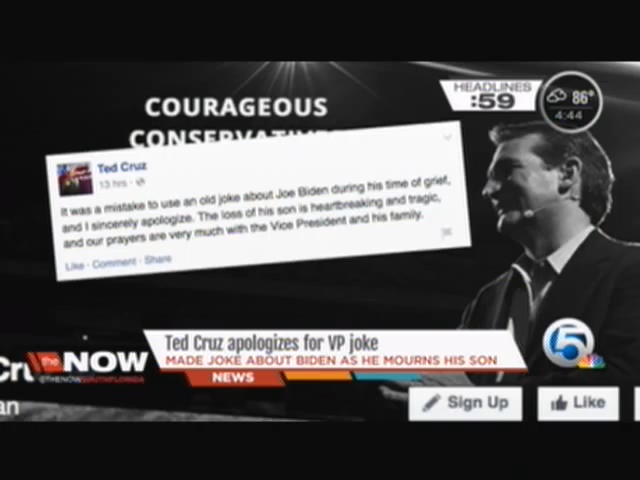 HEADLINES
:59
86°
4:44
COURAGEOUS
CONSERVATIVE
Ted Cruz
13 hrs ·
It was a mistake to use an old joke about Joe Biden during his time of grief,
and I sincerely apologize. The loss of his son is heartbreaking and tragic,
and our prayers are very much with the Vice President and his family.
Like · Comment · Share
Ted Cruz apologizes for VP joke
MADE JOKE ABOUT BIDEN AS HE MOURNS HIS SON
the NOW
@THENOWSOUTHFLORIDA
NEWS
5
an
Sign Up
Like